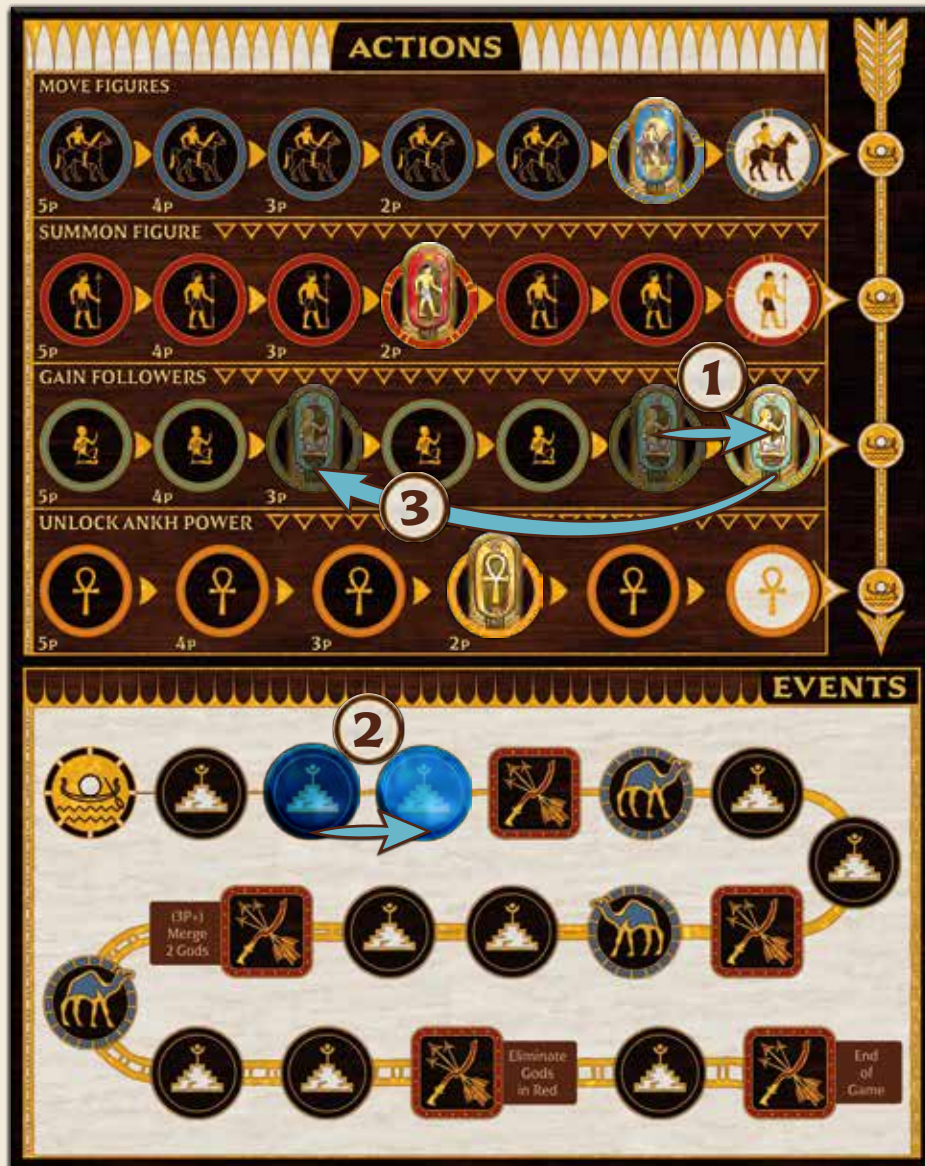 ACTIONS
MOVE FIGURES
5P 4P 3P 2P
SUMMON FIGURE
5P 4P 3P 2P
GAIN FOLLOWERS
1
5P 4P 3P
3
UNLOCK ANKH POWER
5P 4P 3P 2P
EVENTS
2
(3P+)
Merge
2 Gods
Eliminate
Gods
in Red
End
of
Game